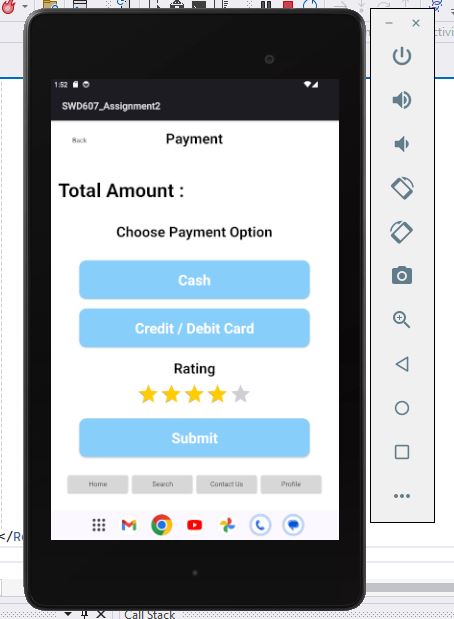 1:52
SWD607_Assignment2
Back
Payment
Total Amount :
Choose Payment Option
Cash
Credit / Debit Card
Rating
Submit
Home Search Contact Us Profile
Call Stack